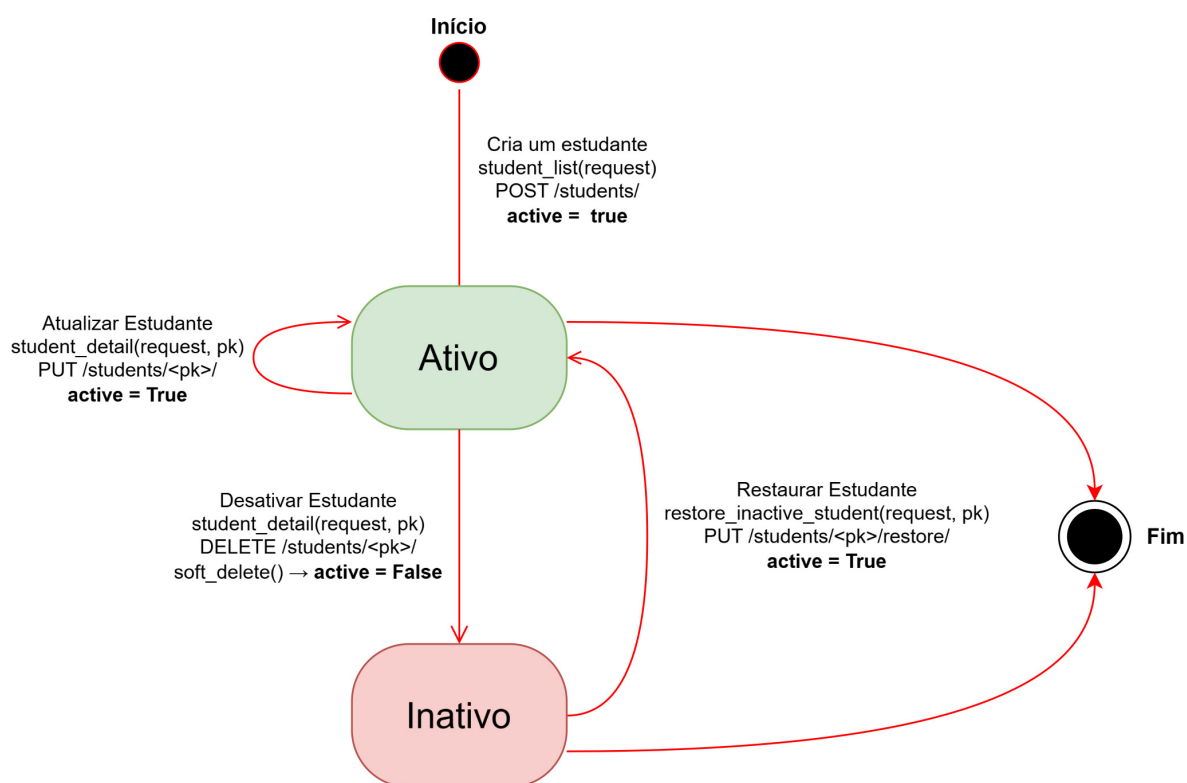 Início
Cria um estudante
student_list(request)
POST /students/
active =  true
Ativo
Atualizar Estudante
student_detail(request, pk)
PUT /students/<pk>/
active = True
Desativar Estudante
student_detail(request, pk)
DELETE /students/<pk>/
soft_delete() → active = False
Restaurar Estudante
restore_inactive_student(request, pk)
PUT /students/<pk>/restore/
active = True
Fim
Inativo